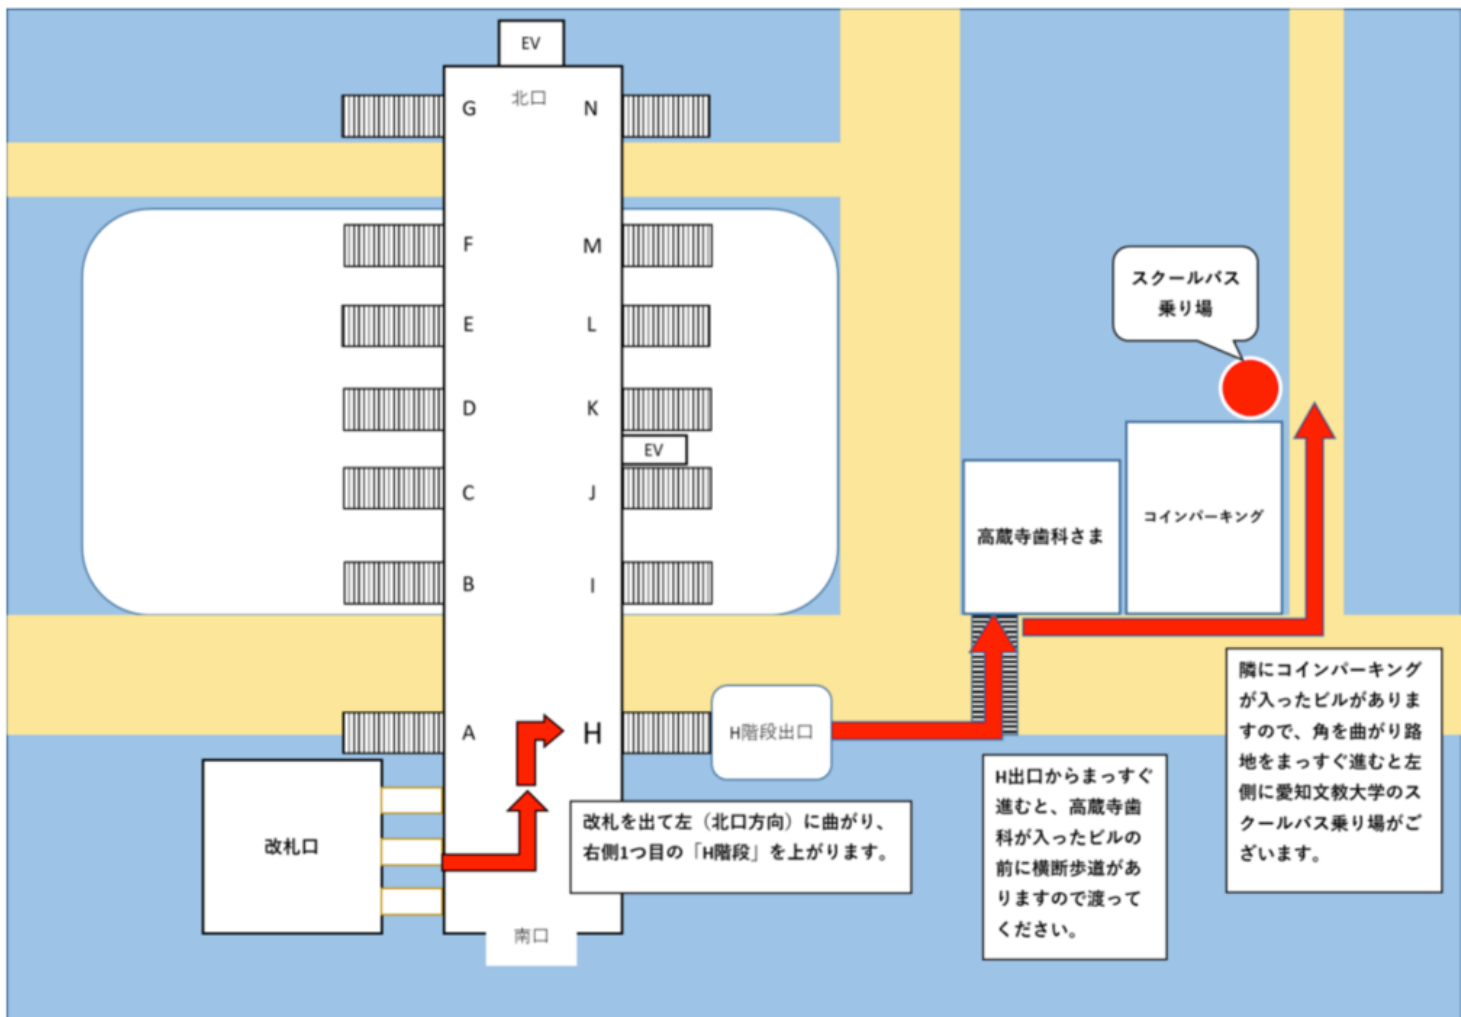 EV
北口
G
N
F
M
E
L
D
K
EV
C
J
B
I
A
H
H階段出口
改札口
南口
改札を出て左（北口方向）に曲がり、
右側1つ目の「H階段」を上がります。
スクールバス
乗り場
高蔵寺歯科さま
コインパーキング
H出口からまっすぐ
進むと、高蔵寺歯
科が入ったビルの
前に横断歩道があ
りますので渡って
ください。
隣にコインパーキング
が入ったビルがありま
すので、角を曲がり路
地をまっすぐ進むと左
側に愛知文教大学のス
クールバス乗り場がご
ざいます。